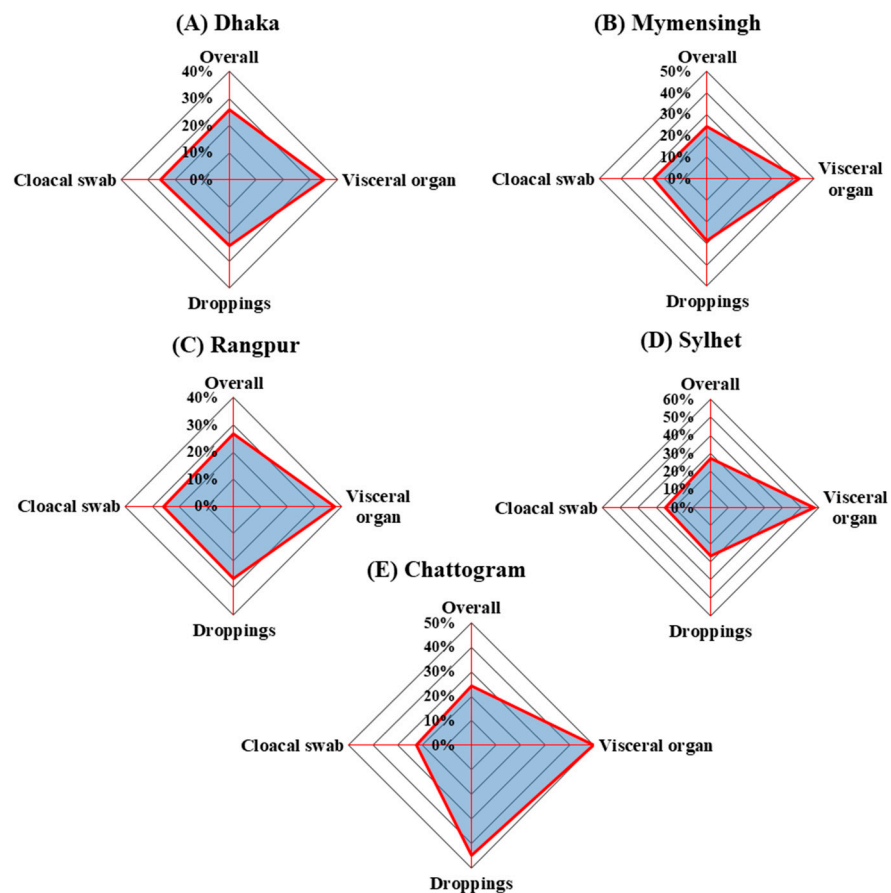 (A) Dhaka
Overall
40%
30%
20%
10%
0%
Cloacal swab
Visceral organ
Droppings
(B) Mymensingh
Overall
50%
40%
30%
20%
10%
0%
Cloacal swab
Visceral
organ
Droppings
(C) Rangpur
Overall
40%
30%
20%
10%
0%
Cloacal swab
Visceral
organ
Droppings
(D) Sylhet
Overall
60%
50%
40%
30%
20%
10%
0%
Cloacal swab
Visceral
organ
Droppings
(E) Chattogram
Overall
50%
40%
30%
20%
10%
0%
Cloacal swab
Visceral organ
Droppings